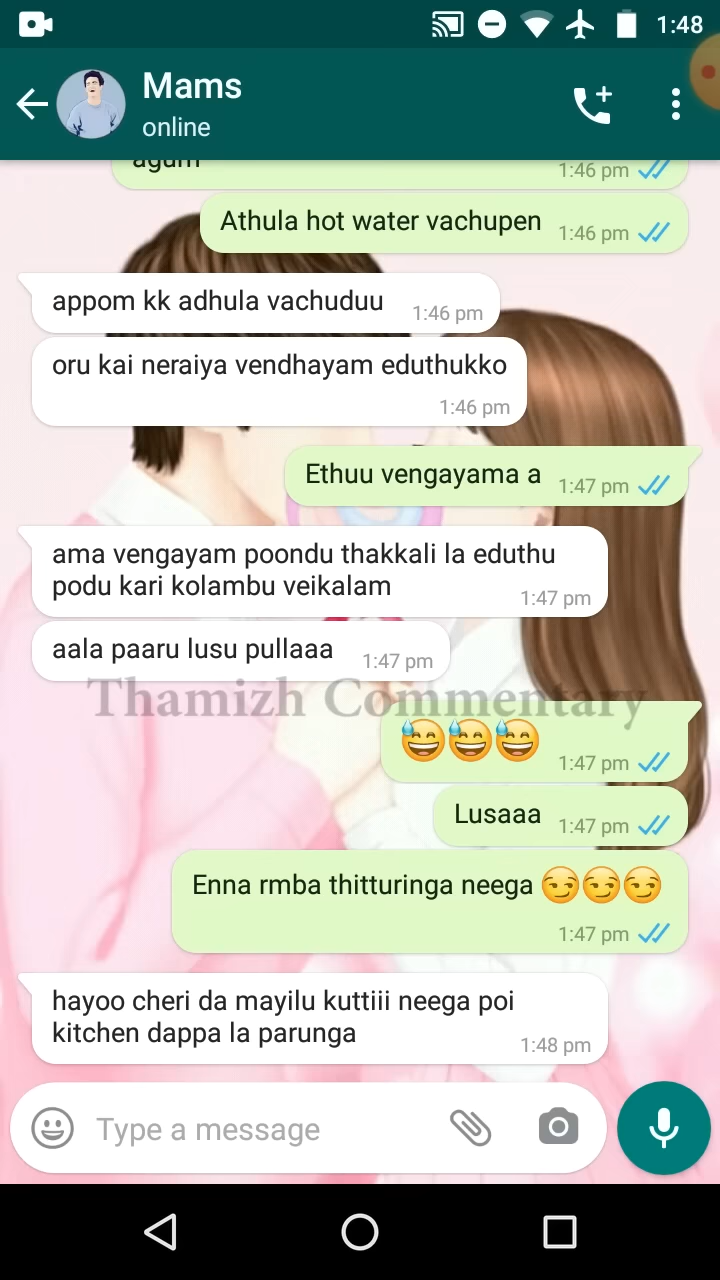 1:48
Mams
online
agum
1:46 pm
Athula hot water vachupen 1:46 pm
appom kk adhula vachuduu 1:46 pm
oru kai neraiya vendhayam eduthukko
1:46 pm
Ethuu vengayama a 1:47 pm
ama vengayam poondu thakkali la eduthu
podu kari kolambu veikalam 1:47 pm
aala paaru lusu pullaaa 1:47 pm
Thamizh Commentary
😅😅😅 1:47 pm
Lusaaa 1:47 pm
Enna rmba thitturinga neega 😏😏😏
1:47 pm
hayoo cheri da mayilu kuttiii neega poi
kitchen dappa la parunga 1:48 pm
Type a message